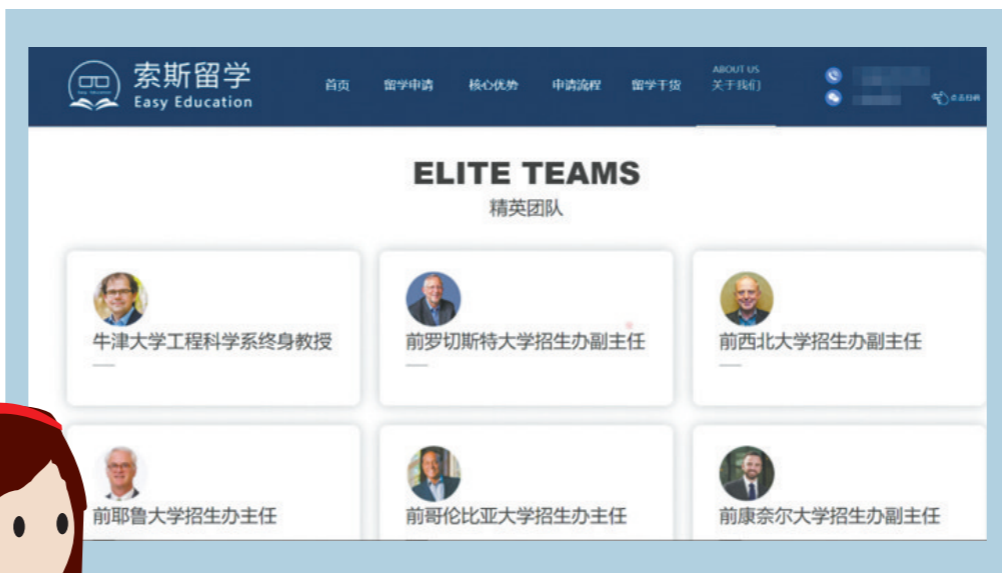 索斯留学
Easy Education
首页 留学申请 核心优势 申请流程 留学干货
ABOUT US
关于我们
ELITE TEAMS
精英团队
牛津大学工程科学系终身教授
前罗切斯特大学招生办副主任
前西北大学招生办副主任
前耶鲁大学招生办主任
前哥伦比亚大学招生办主任
前康奈尔大学招生办副主任